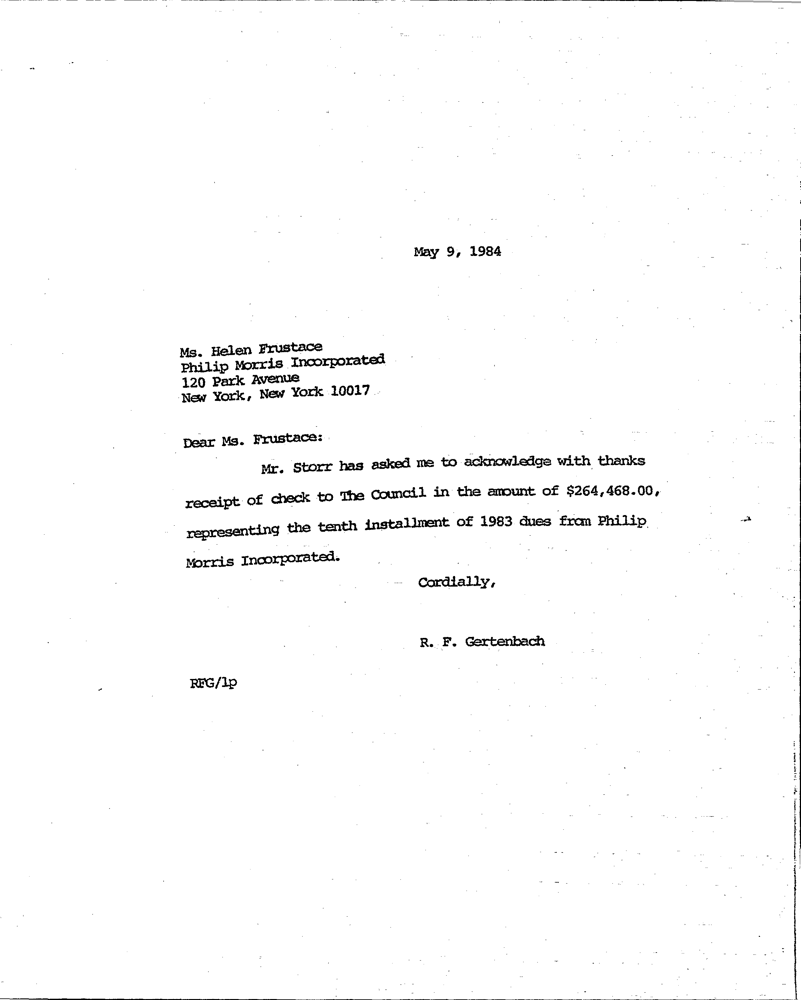 May 9, 1984
Ms. Helen Frustace
Philip Morris Incorporated
120 Park Avenue
New York, New York 10017
Dear Ms. Frustace:
Mr. Storr has asked me to acknowledge with thanks
receipt of check to The Council in the amount of $264,468.00,
representing the tenth installment of 1983 dues from Philip
Morris Incorporated.
Cordially,
R. F. Gertenbach
RFG/lp